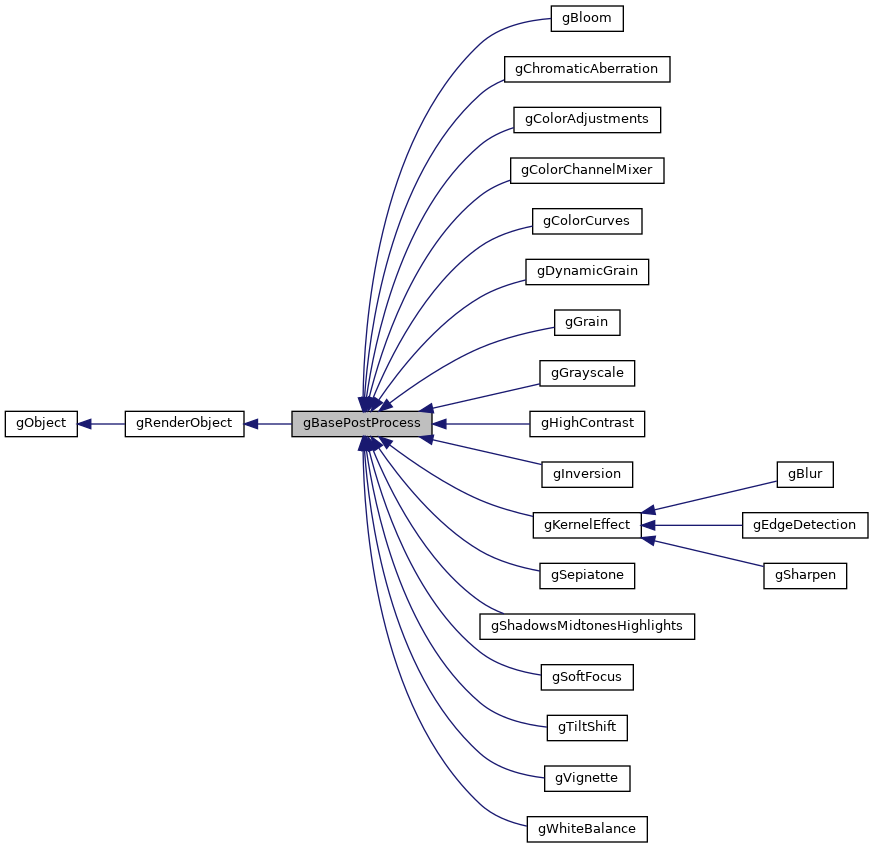 gBloom
gChromaticAberration
gColorAdjustments
gColorChannelMixer
gColorCurves
gDynamicGrain
gGrain
gGrayscale
gObject
gRenderObject
gBasePostProcess
gHighContrast
gInversion
gBlur
gKernelEffect
gEdgeDetection
gSepiatone
gSharpen
gShadowsMidtonesHighlights
gSoftFocus
gTiltShift
gVignette
gWhiteBalance